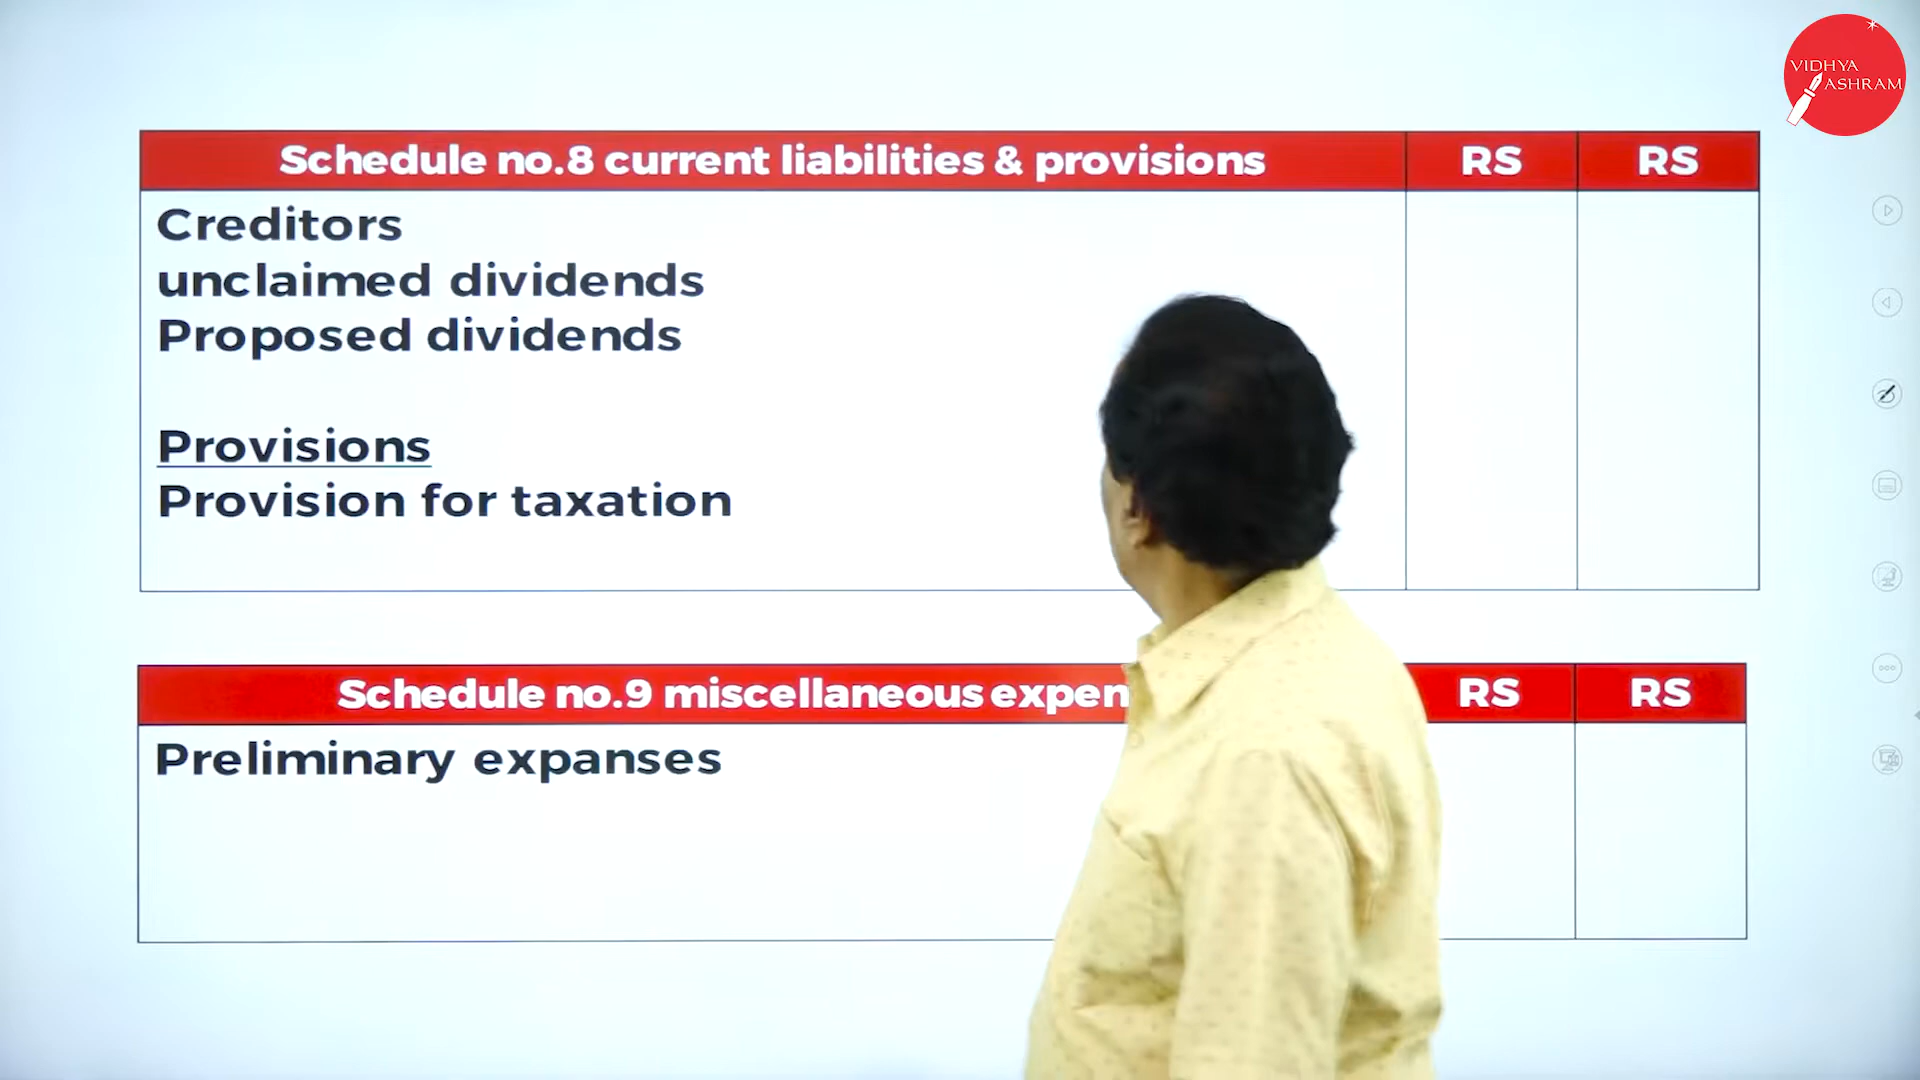 VIDHYA
ASHRAM
Schedule no.8 current liabilities & provisions RS RS
Creditors
unclaimed dividends
Proposed dividends
Provisions
Provision for taxation
Schedule no.9 miscellaneous expen RS RS
Preliminary expanses